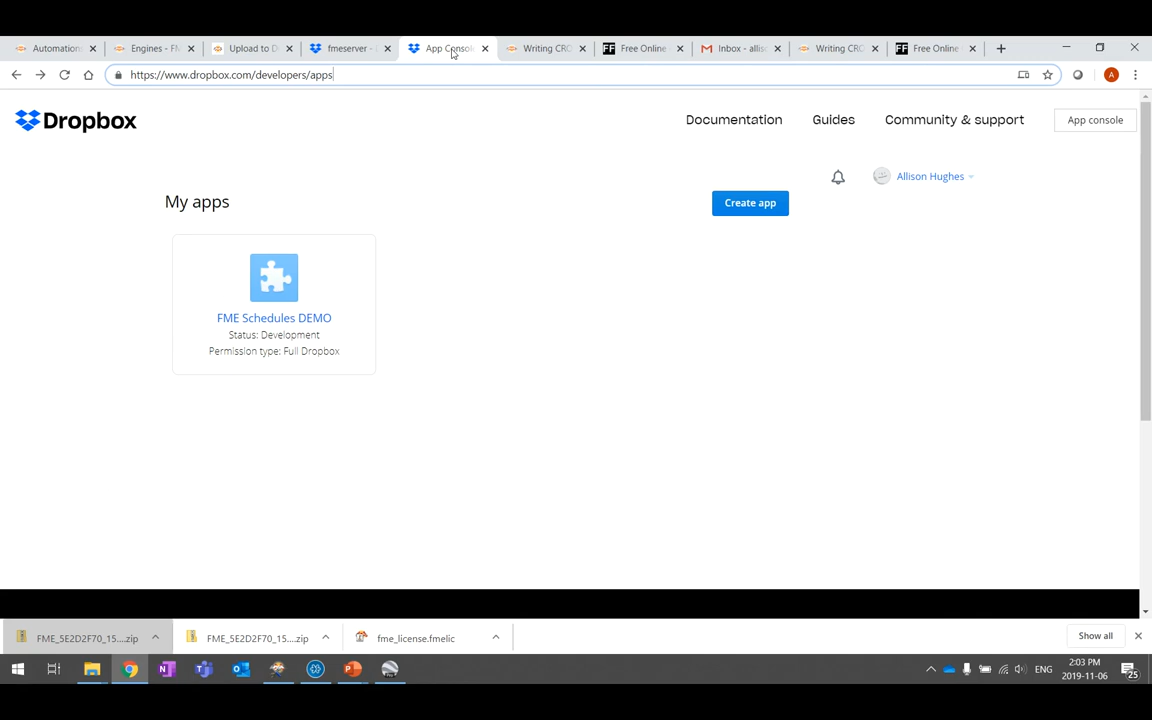 Automation
Engines - FM
Upload to D
fmeserver -
App Conso
Writing CRO
Free Online
Inbox - allis
Writing CRO
Free Online
https://www.dropbox.com/developers/apps
Dropbox
Documentation
Guides
Community & support
App console
Allison Hughes
My apps
Create app
FME Schedules DEMO
Status: Development
Permission type: Full Dropbox
FME_5E2D2F70_15....zip
FME_5E2D2F70_15....zip
fme_license.fmelic
Show all
ENG
2:03 PM
2019-11-06
25